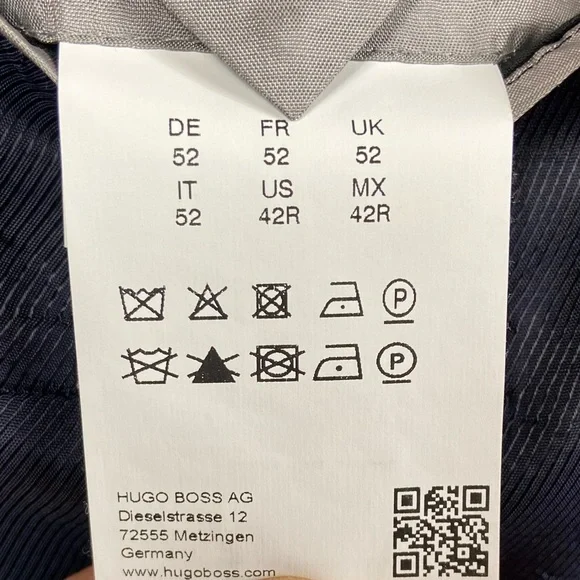 DE FR UK
52 52 52
IT US MX
52 42R 42R
P
P
HUGO BOSS AG
Dieselstrasse 12
72555 Metzingen
Germany
www.hugoboss.com